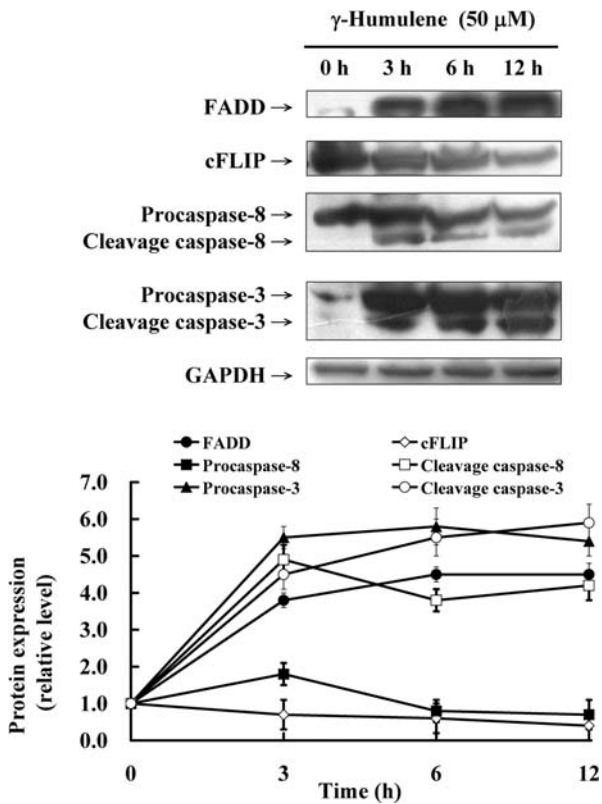 γ-Humulene (50 μM)
0 h 3 h 6 h 12 h
FADD →
cFLIP →
Procaspase-8 →
Cleavage caspase-8 →
Procaspase-3 →
Cleavage caspase-3 →
GAPDH →
FADD cFLIP
Procaspase-8 Cleavage caspase-8
Procaspase-3 Cleavage caspase-3
Protein expression
(relative level)
7.0
6.0
5.0
4.0
3.0
2.0
1.0
0.0
0 3 6 12
Time (h)